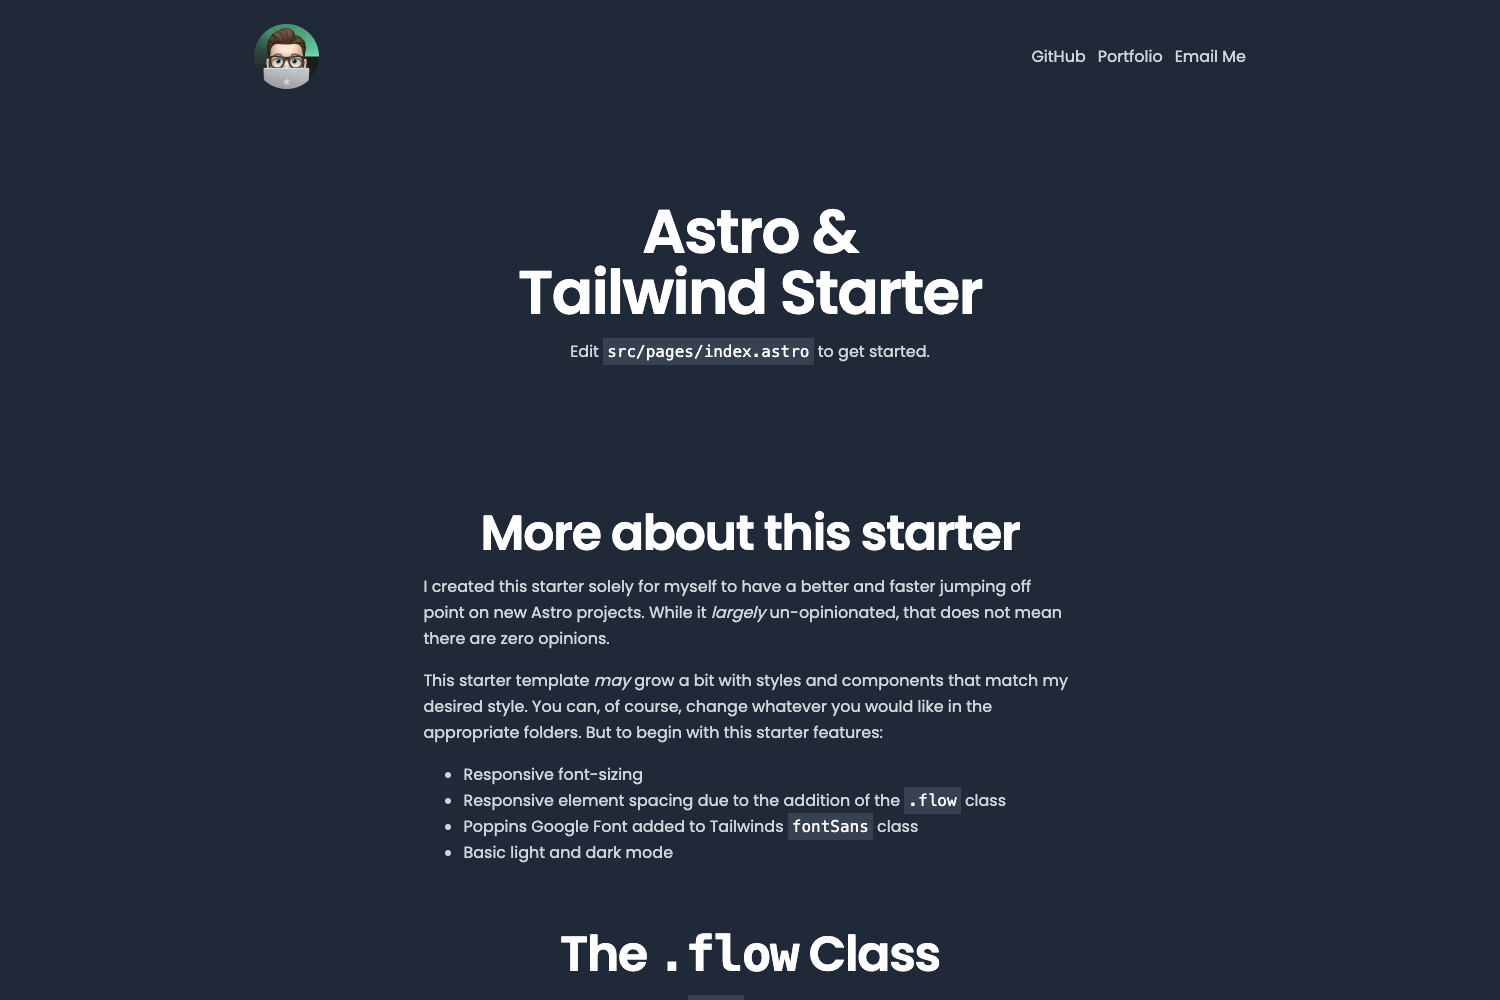 GitHub Portfolio Email Me
Astro &
Tailwind Starter
Edit src/pages/index.astro to get started.
More about this starter
I created this starter solely for myself to have a better and faster jumping off
point on new Astro projects. While it largely un-opinionated, that does not mean
there are zero opinions.
This starter template may grow a bit with styles and components that match my
desired style. You can, of course, change whatever you would like in the
appropriate folders. But to begin with this starter features:
Responsive font-sizing
Responsive element spacing due to the addition of the .flow class
Poppins Google Font added to Tailwinds fontSans class
Basic light and dark mode
The .flow Class